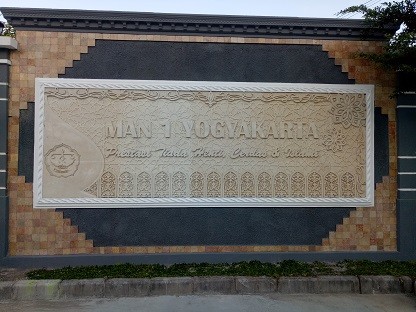 MAN 1 YOGYAKARTA
Prestasi Tiada Henti, Cerdas & Islami